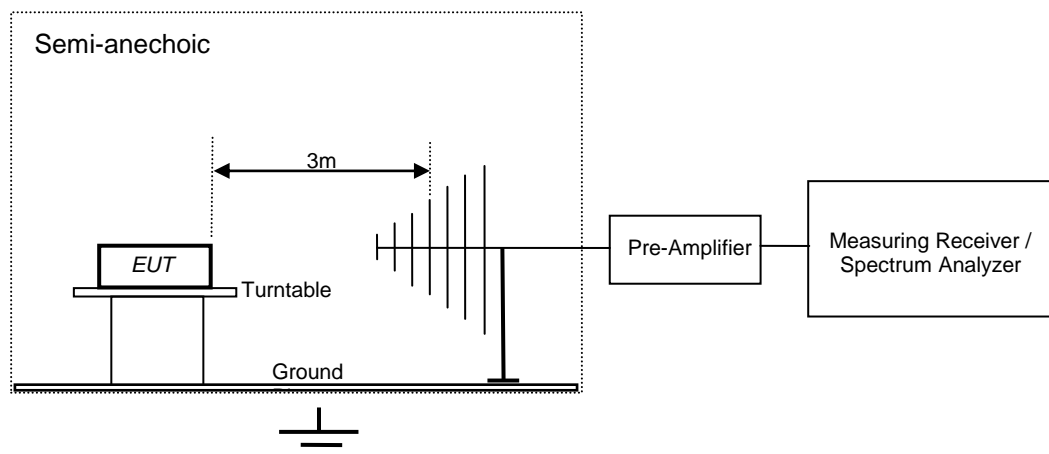 Semi-anechoic
3m
EUT
Turntable
Ground
Pre-Amplifier
Measuring Receiver /
Spectrum Analyzer